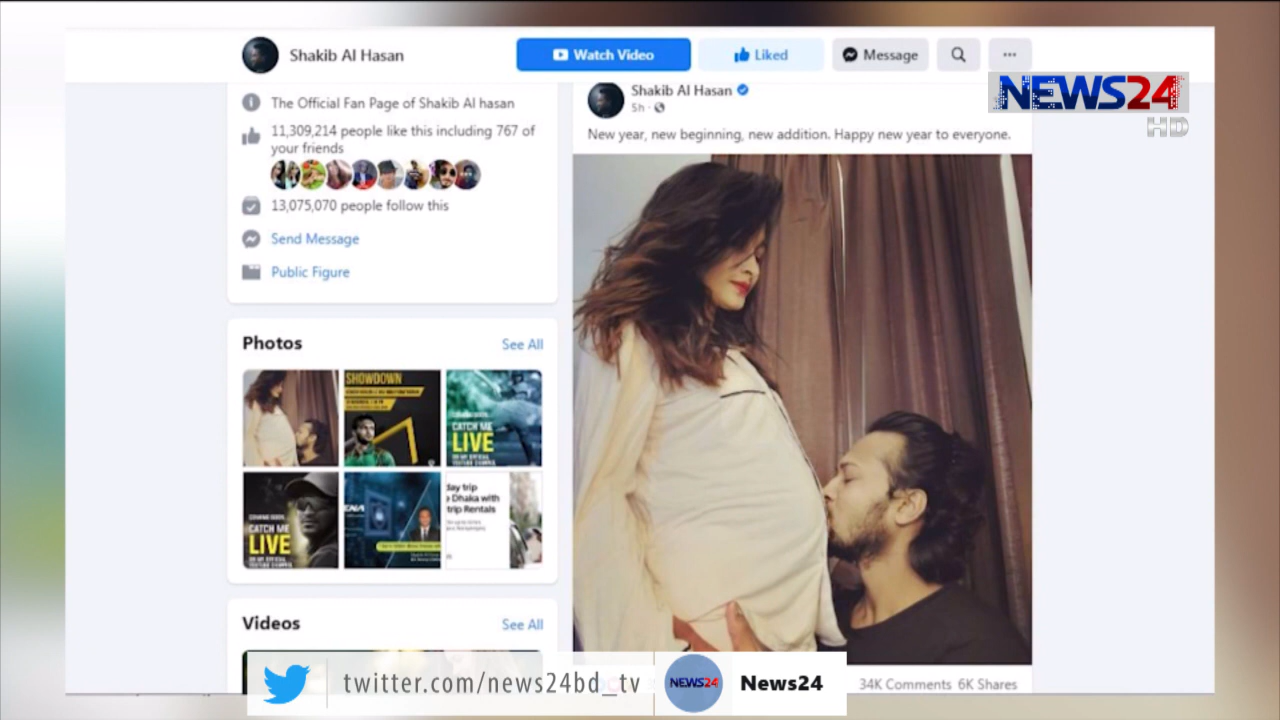 Shakib Al Hasan
Watch Video
Liked
Message
NEWS24
HD
The Official Fan Page of Shakib Al hasan
11,309,214 people like this including 767 of
your friends
13,075,070 people follow this
Send Message
Public Figure
Shakib Al Hasan
5h
New year, new beginning, new addition. Happy new year to everyone.
Photos
See All
SHOWDOWN
CATCH ME
LIVE
COMING SOON
CATCH ME
LIVE
day trip
Dhaka with
trip Rentals
Videos
See All
34K Comments 6K Shares
twitter.com/news24bd_tv
NEWS24
News24